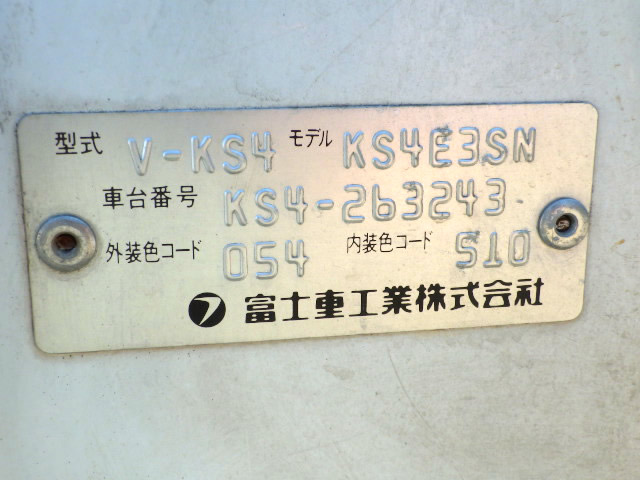 型式 V-KS4 モデル KS4E3SN
車台番号 KS4-263243
外装色コード 054 内装色コード S10
富士重工業株式会社